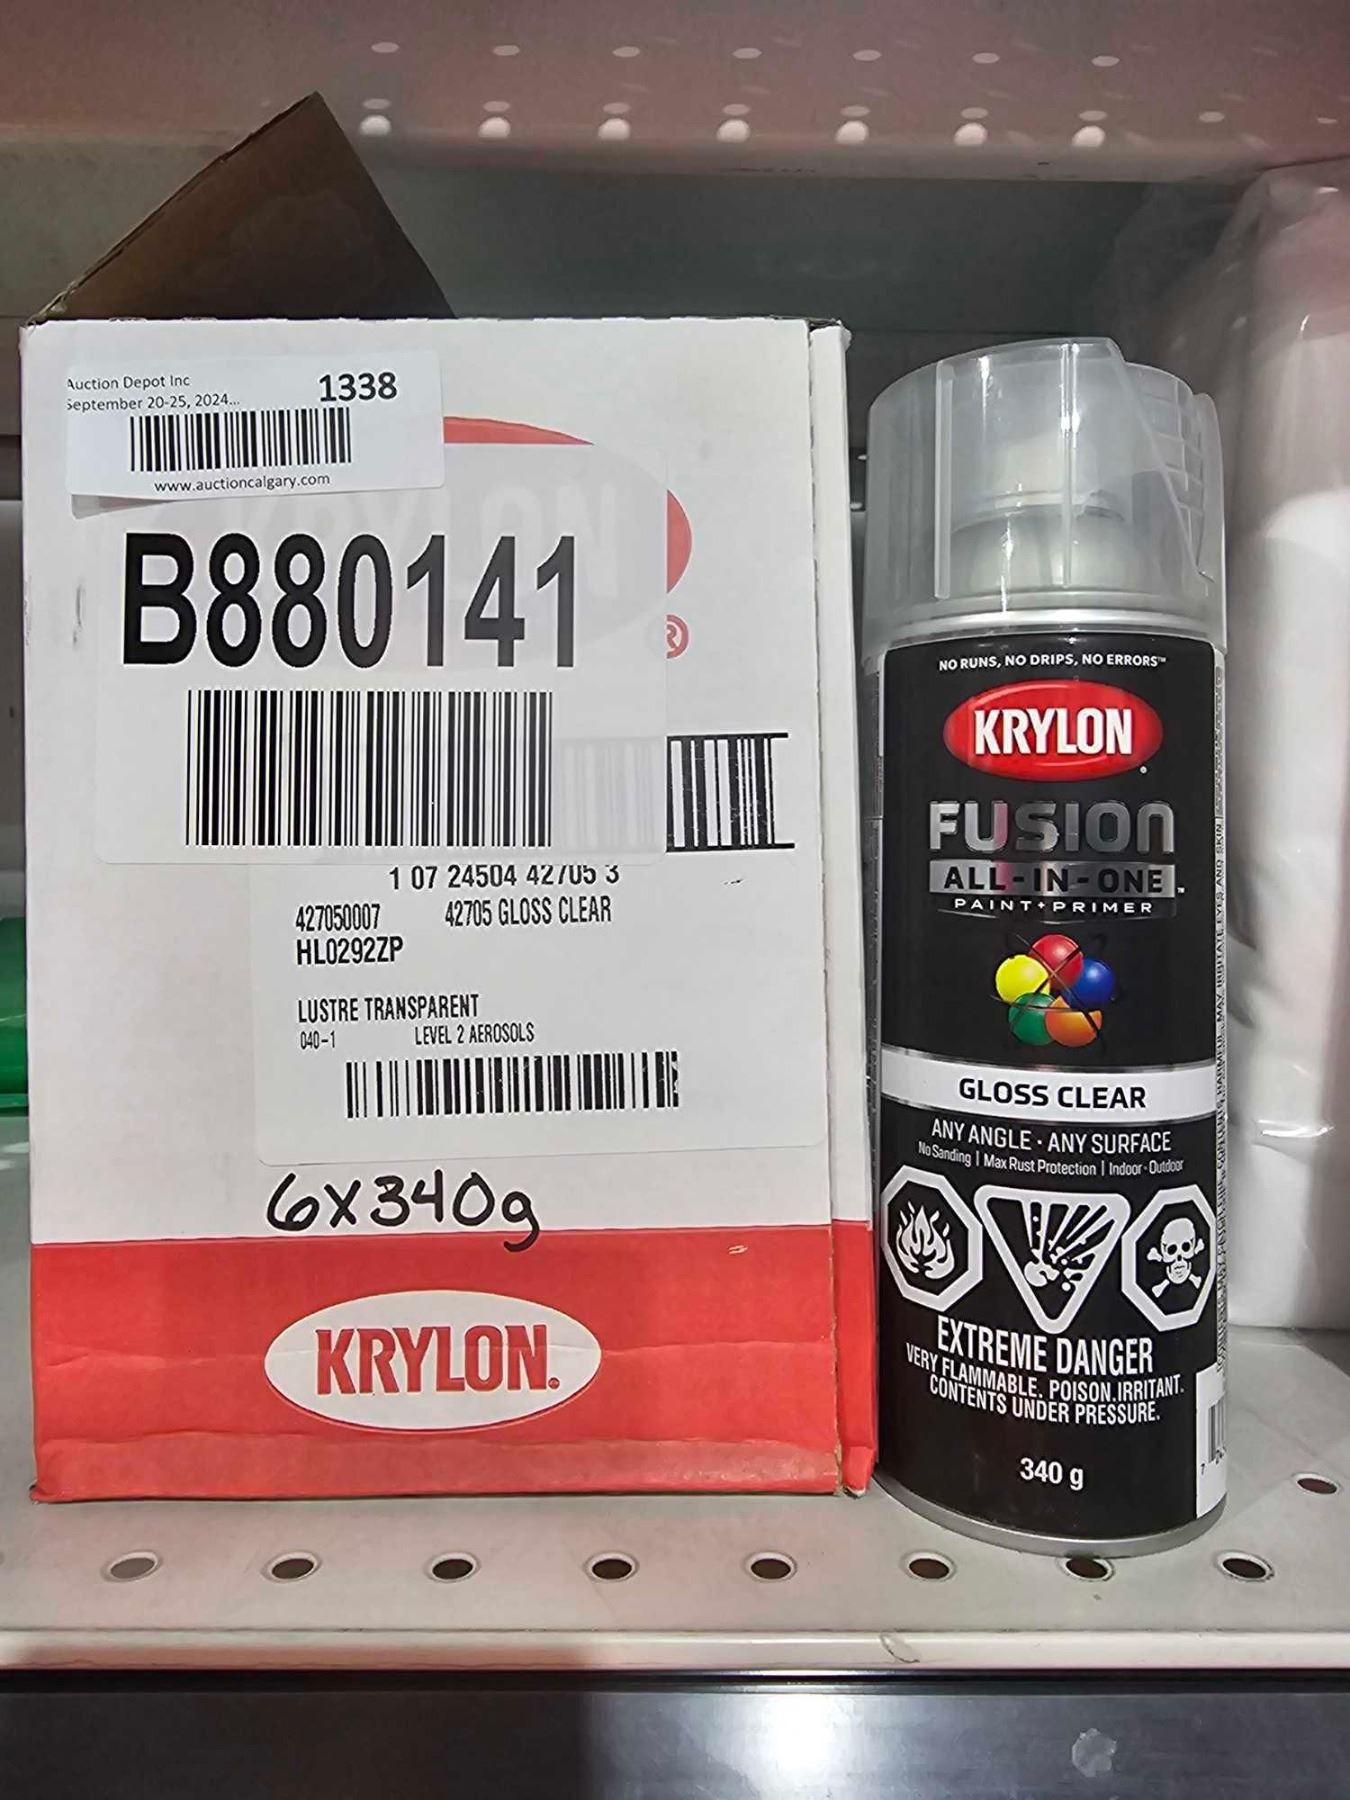 Auction Depot Inc
1338
September 20-25, 2024...
www.auctioncalgary.com
KRYLON
B880141
®
1 07 24504 42705 3
427050007 42705 GLOSS CLEAR
HL0292ZP
LUSTRE TRANSPARENT
040-1 LEVEL 2 AEROSOLS
6x340g
KRYLON®
NO RUNS, NO DRIPS, NO ERRORS™
KRYLON®
FUSION
ALL-IN-ONE™
PAINT+PRIMER
GLOSS CLEAR
ANY ANGLE · ANY SURFACE
No Sanding | Max Rust Protection | Indoor-Outdoor
EXTREME DANGER
VERY FLAMMABLE. POISON. IRRITANT.
CONTENTS UNDER PRESSURE.
340 g